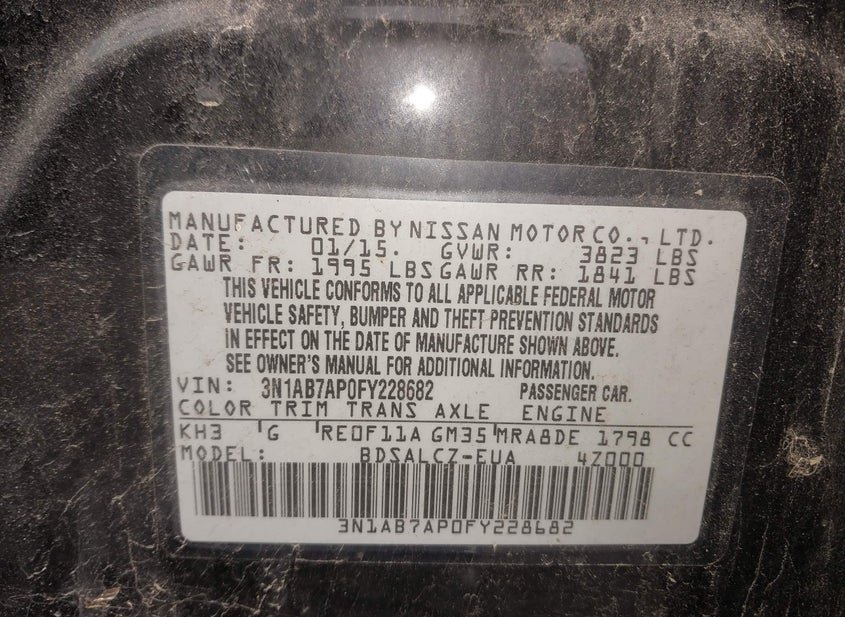 MANUFACTURED BY NISSAN MOTOR CO., LTD.
DATE: 01/15. GVWR: 3823 LBS
GAWR FR: 1995 LBS GAWR RR: 1841 LBS
THIS VEHICLE CONFORMS TO ALL APPLICABLE FEDERAL MOTOR
VEHICLE SAFETY, BUMPER AND THEFT PREVENTION STANDARDS
IN EFFECT ON THE DATE OF MANUFACTURE SHOWN ABOVE.
SEE OWNER'S MANUAL FOR ADDITIONAL INFORMATION.
VIN: 3N1AB7AP0FY228682 PASSENGER CAR.
COLOR TRIM TRANS AXLE ENGINE
KH3 G RE0F11A GM35 MRA8DE 1798 CC
MODEL: BDSALCZ-EUA 4Z000
3N1AB7AP0FY228682